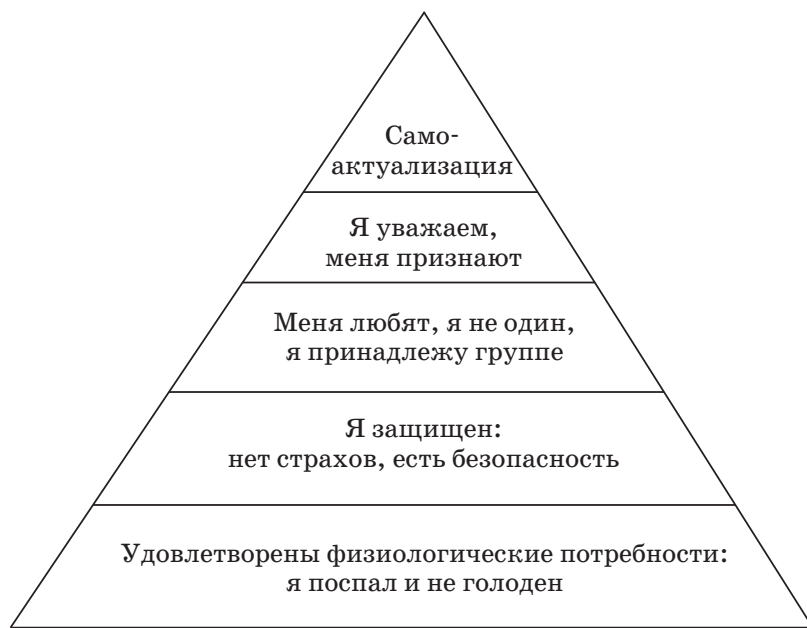 Само-
актуализация
Я уважаем,
меня признают
Меня любят, я не один,
я принадлежу группе
Я защищен:
нет страхов, есть безопасность
Удовлетворены физиологические потребности:
я поспал и не голоден